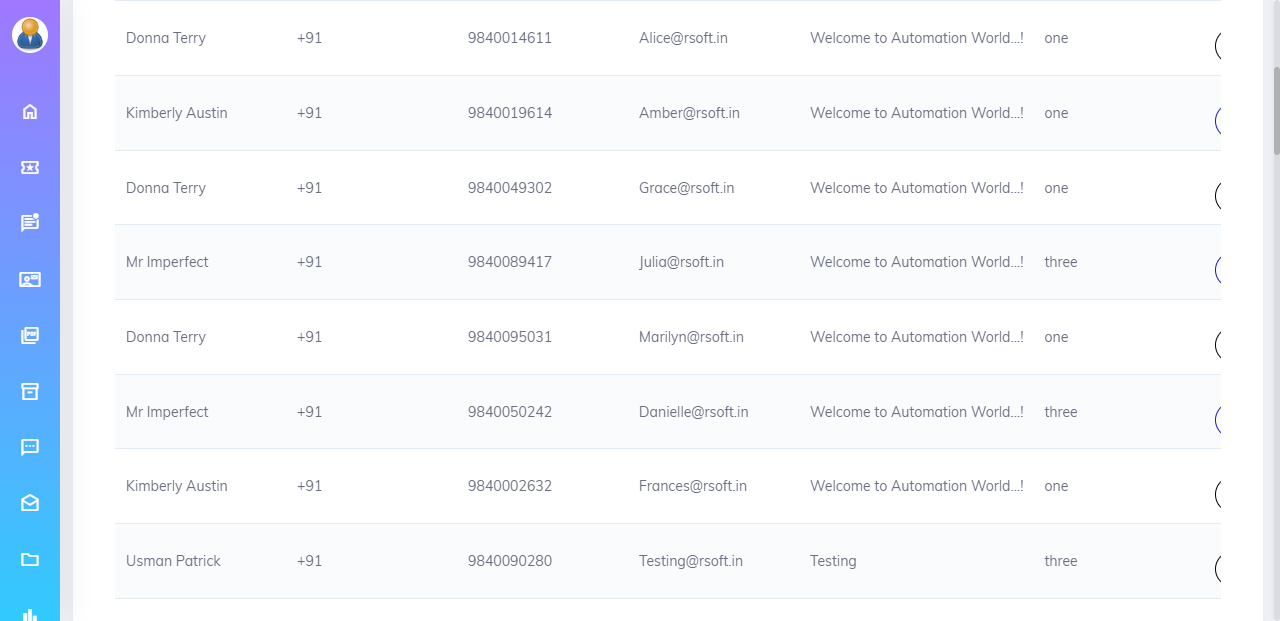 Donna Terry +91 9840014611 Alice@rsoft.in Welcome to Automation World...! one
Kimberly Austin +91 9840019614 Amber@rsoft.in Welcome to Automation World...! one
Donna Terry +91 9840049302 Grace@rsoft.in Welcome to Automation World...! one
Mr Imperfect +91 9840089417 Julia@rsoft.in Welcome to Automation World...! three
Donna Terry +91 9840095031 Marilyn@rsoft.in Welcome to Automation World...! one
Mr Imperfect +91 9840050242 Danielle@rsoft.in Welcome to Automation World...! three
Kimberly Austin +91 9840002632 Frances@rsoft.in Welcome to Automation World...! one
Usman Patrick +91 9840090280 Testing@rsoft.in Testing three